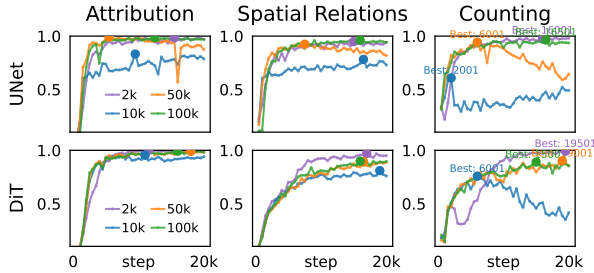 Attribution Spatial Relations Counting
UNet
1.0
0.5
2k 50k
10k 100k
Best: 6001
Best: 2001
DiT
1.0
0.5
2k 50k
10k 100k
Best: 19501
Best: 6001
0 step 20k
0 step 20k
0 step 20k